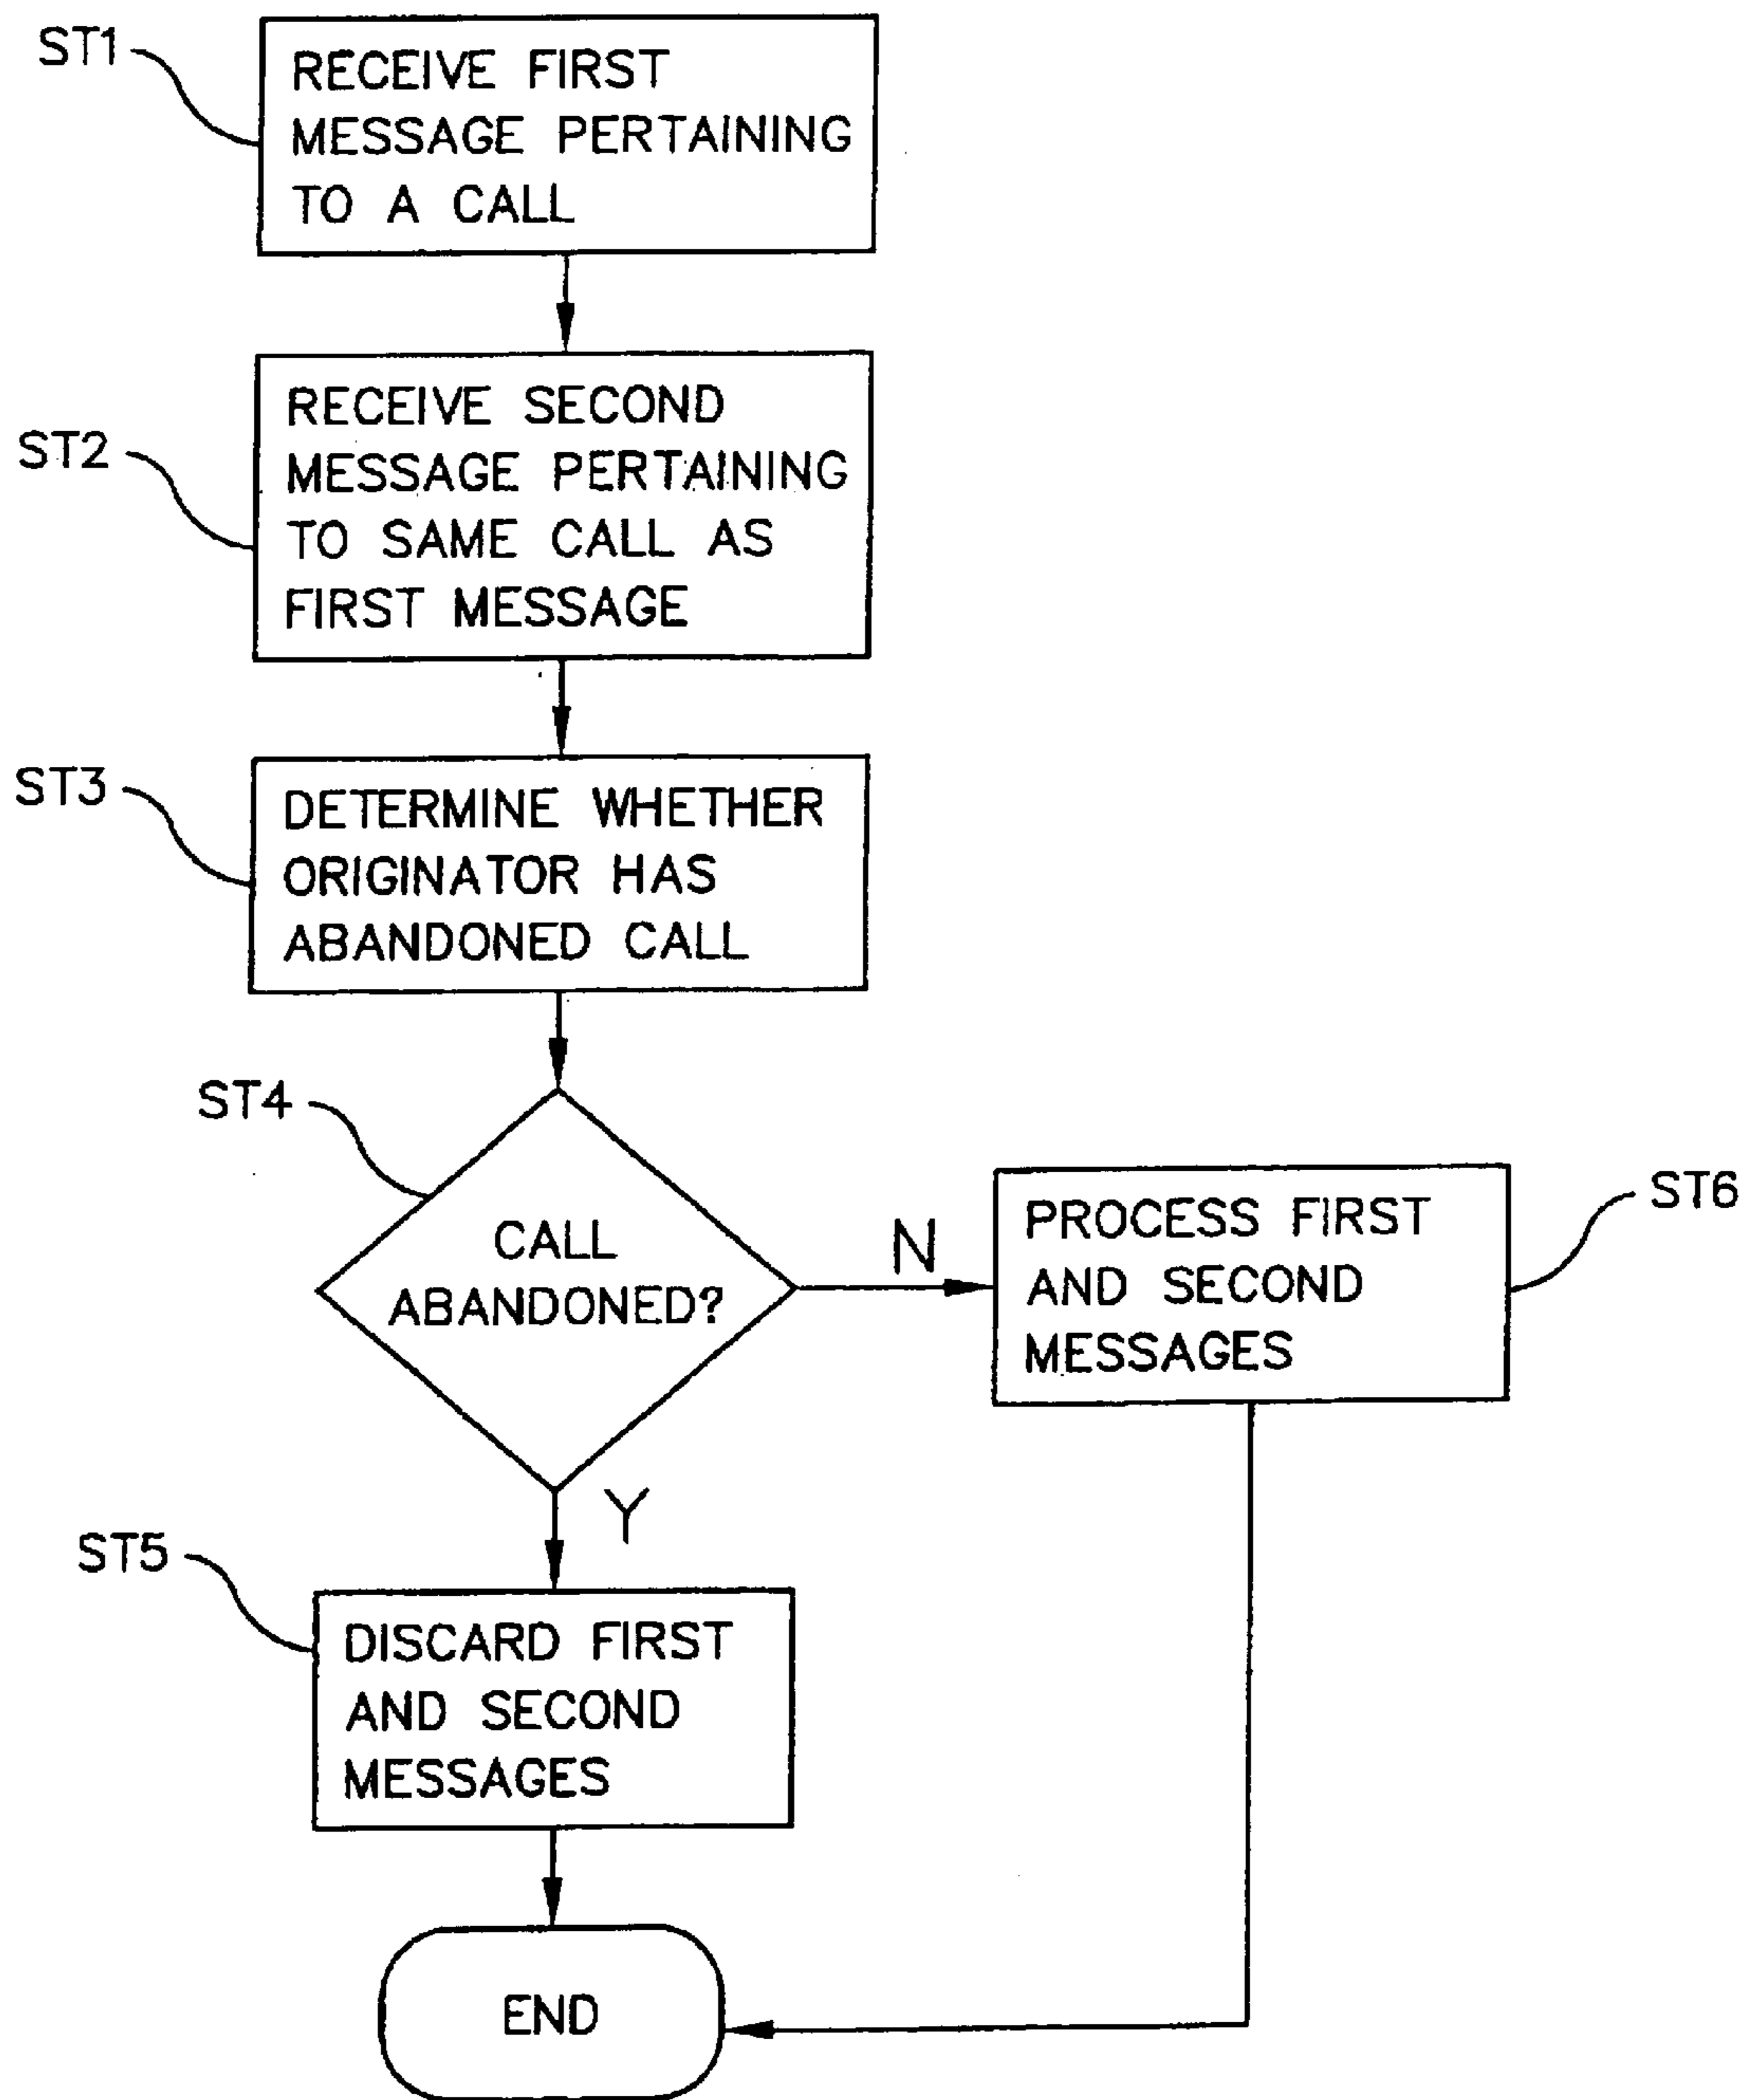 ST1
RECEIVE FIRST
MESSAGE PERTAINING
TO A CALL
ST2
RECEIVE SECOND
MESSAGE PERTAINING
TO SAME CALL AS
FIRST MESSAGE
ST3
DETERMINE WHETHER
ORIGINATOR HAS
ABANDONED CALL
ST4
CALL
ABANDONED?
N
PROCESS FIRST
AND SECOND
MESSAGES
ST6
Y
ST5
DISCARD FIRST
AND SECOND
MESSAGES
END